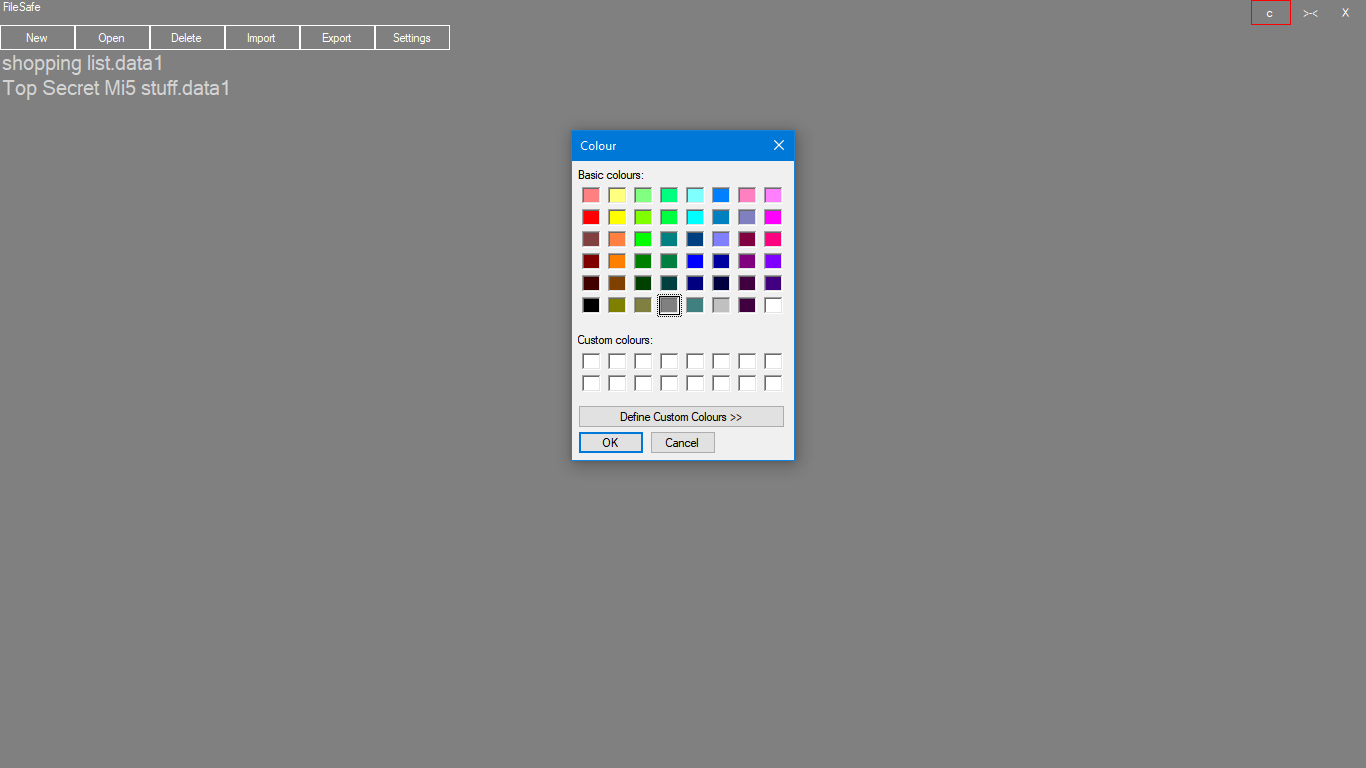 FileSafe
c >-< X
New Open Delete Import Export Settings
shopping list.data1
Top Secret Mi5 stuff.data1
Colour
Basic colours:
Custom colours:
Define Custom Colours >>
OK Cancel